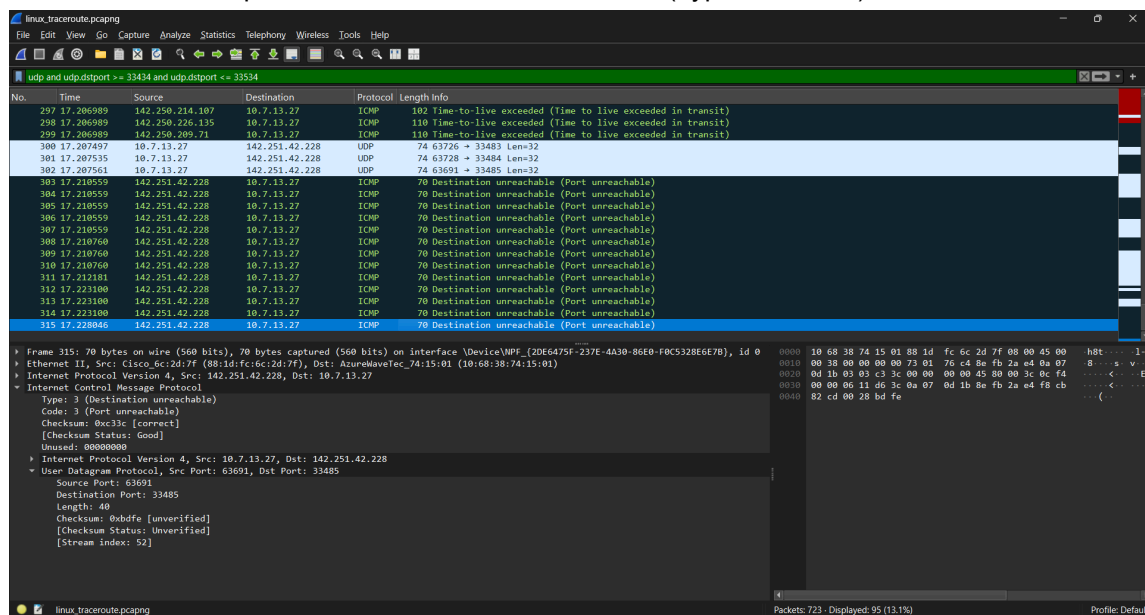 linux_traceroute.pcapng
File Edit View Go Capture Analyze Statistics Telephony Wireless Tools Help
udp and udp.dstport >= 33434 and udp.dstport <= 33534
No. Time Source Destination Protocol Length Info
297 17.206989 142.250.214.107 10.7.13.27 ICMP 102 Time-to-live exceeded (Time to live exceeded in transit)
298 17.206989 142.250.226.135 10.7.13.27 ICMP 110 Time-to-live exceeded (Time to live exceeded in transit)
299 17.206989 142.250.209.71 10.7.13.27 ICMP 110 Time-to-live exceeded (Time to live exceeded in transit)
300 17.207497 10.7.13.27 142.251.42.228 UDP 74 63726 → 33483 Len=32
301 17.207535 10.7.13.27 142.251.42.228 UDP 74 63728 → 33484 Len=32
302 17.207561 10.7.13.27 142.251.42.228 UDP 74 63691 → 33485 Len=32
303 17.210559 142.251.42.228 10.7.13.27 ICMP 70 Destination unreachable (Port unreachable)
304 17.210559 142.251.42.228 10.7.13.27 ICMP 70 Destination unreachable (Port unreachable)
305 17.210559 142.251.42.228 10.7.13.27 ICMP 70 Destination unreachable (Port unreachable)
306 17.210559 142.251.42.228 10.7.13.27 ICMP 70 Destination unreachable (Port unreachable)
307 17.210559 142.251.42.228 10.7.13.27 ICMP 70 Destination unreachable (Port unreachable)
308 17.210760 142.251.42.228 10.7.13.27 ICMP 70 Destination unreachable (Port unreachable)
309 17.210760 142.251.42.228 10.7.13.27 ICMP 70 Destination unreachable (Port unreachable)
310 17.210760 142.251.42.228 10.7.13.27 ICMP 70 Destination unreachable (Port unreachable)
311 17.212181 142.251.42.228 10.7.13.27 ICMP 70 Destination unreachable (Port unreachable)
312 17.223100 142.251.42.228 10.7.13.27 ICMP 70 Destination unreachable (Port unreachable)
313 17.223100 142.251.42.228 10.7.13.27 ICMP 70 Destination unreachable (Port unreachable)
314 17.223100 142.251.42.228 10.7.13.27 ICMP 70 Destination unreachable (Port unreachable)
315 17.228046 142.251.42.228 10.7.13.27 ICMP 70 Destination unreachable (Port unreachable)
Frame 315: 70 bytes on wire (560 bits), 70 bytes captured (560 bits) on interface \Device\NPF_{2DE6475F-237E-4A30-86E0-F0C5328E6E7B}, id 0
Ethernet II, Src: Cisco_6c:2d:7f (88:1d:fc:6c:2d:7f), Dst: AzureWaveTec_74:15:01 (10:68:38:74:15:01)
Internet Protocol Version 4, Src: 142.251.42.228, Dst: 10.7.13.27
Internet Control Message Protocol
Type: 3 (Destination unreachable)
Code: 3 (Port unreachable)
Checksum: 0xc33c [correct]
[Checksum Status: Good]
Unused: 00000000
Internet Protocol Version 4, Src: 10.7.13.27, Dst: 142.251.42.228
User Datagram Protocol, Src Port: 63691, Dst Port: 33485
Source Port: 63691
Destination Port: 33485
Length: 40
Checksum: 0xbdfe [unverified]
[Checksum Status: Unverified]
[Stream index: 52]
0000 10 68 38 74 15 01 88 1d fc 6c 2d 7f 08 00 45 00 ·h8t···· ·l-
0010 00 38 00 00 00 00 73 01 76 c4 8e fb 2a e4 0a 07 ·8····s· v···
0020 0d 1b 03 03 c3 3c 00 00 00 00 45 80 00 3c 0c f4 ·····<·· ··E
0030 00 00 06 11 d6 3c 0a 07 0d 1b 8e fb 2a e4 f8 cb ·····<·· ····
0040 82 cd 00 28 bd fe ···(··
linux_traceroute.pcapng Packets: 723 · Displayed: 95 (13.1%) Profile: Defau